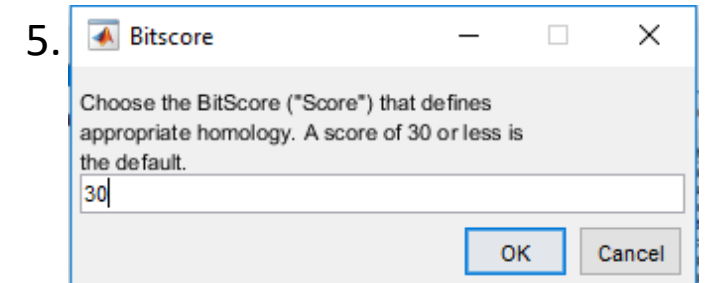 5.
Bitscore
Choose the BitScore ("Score") that defines
appropriate homology. A score of 30 or less is
the default.
30
OK Cancel